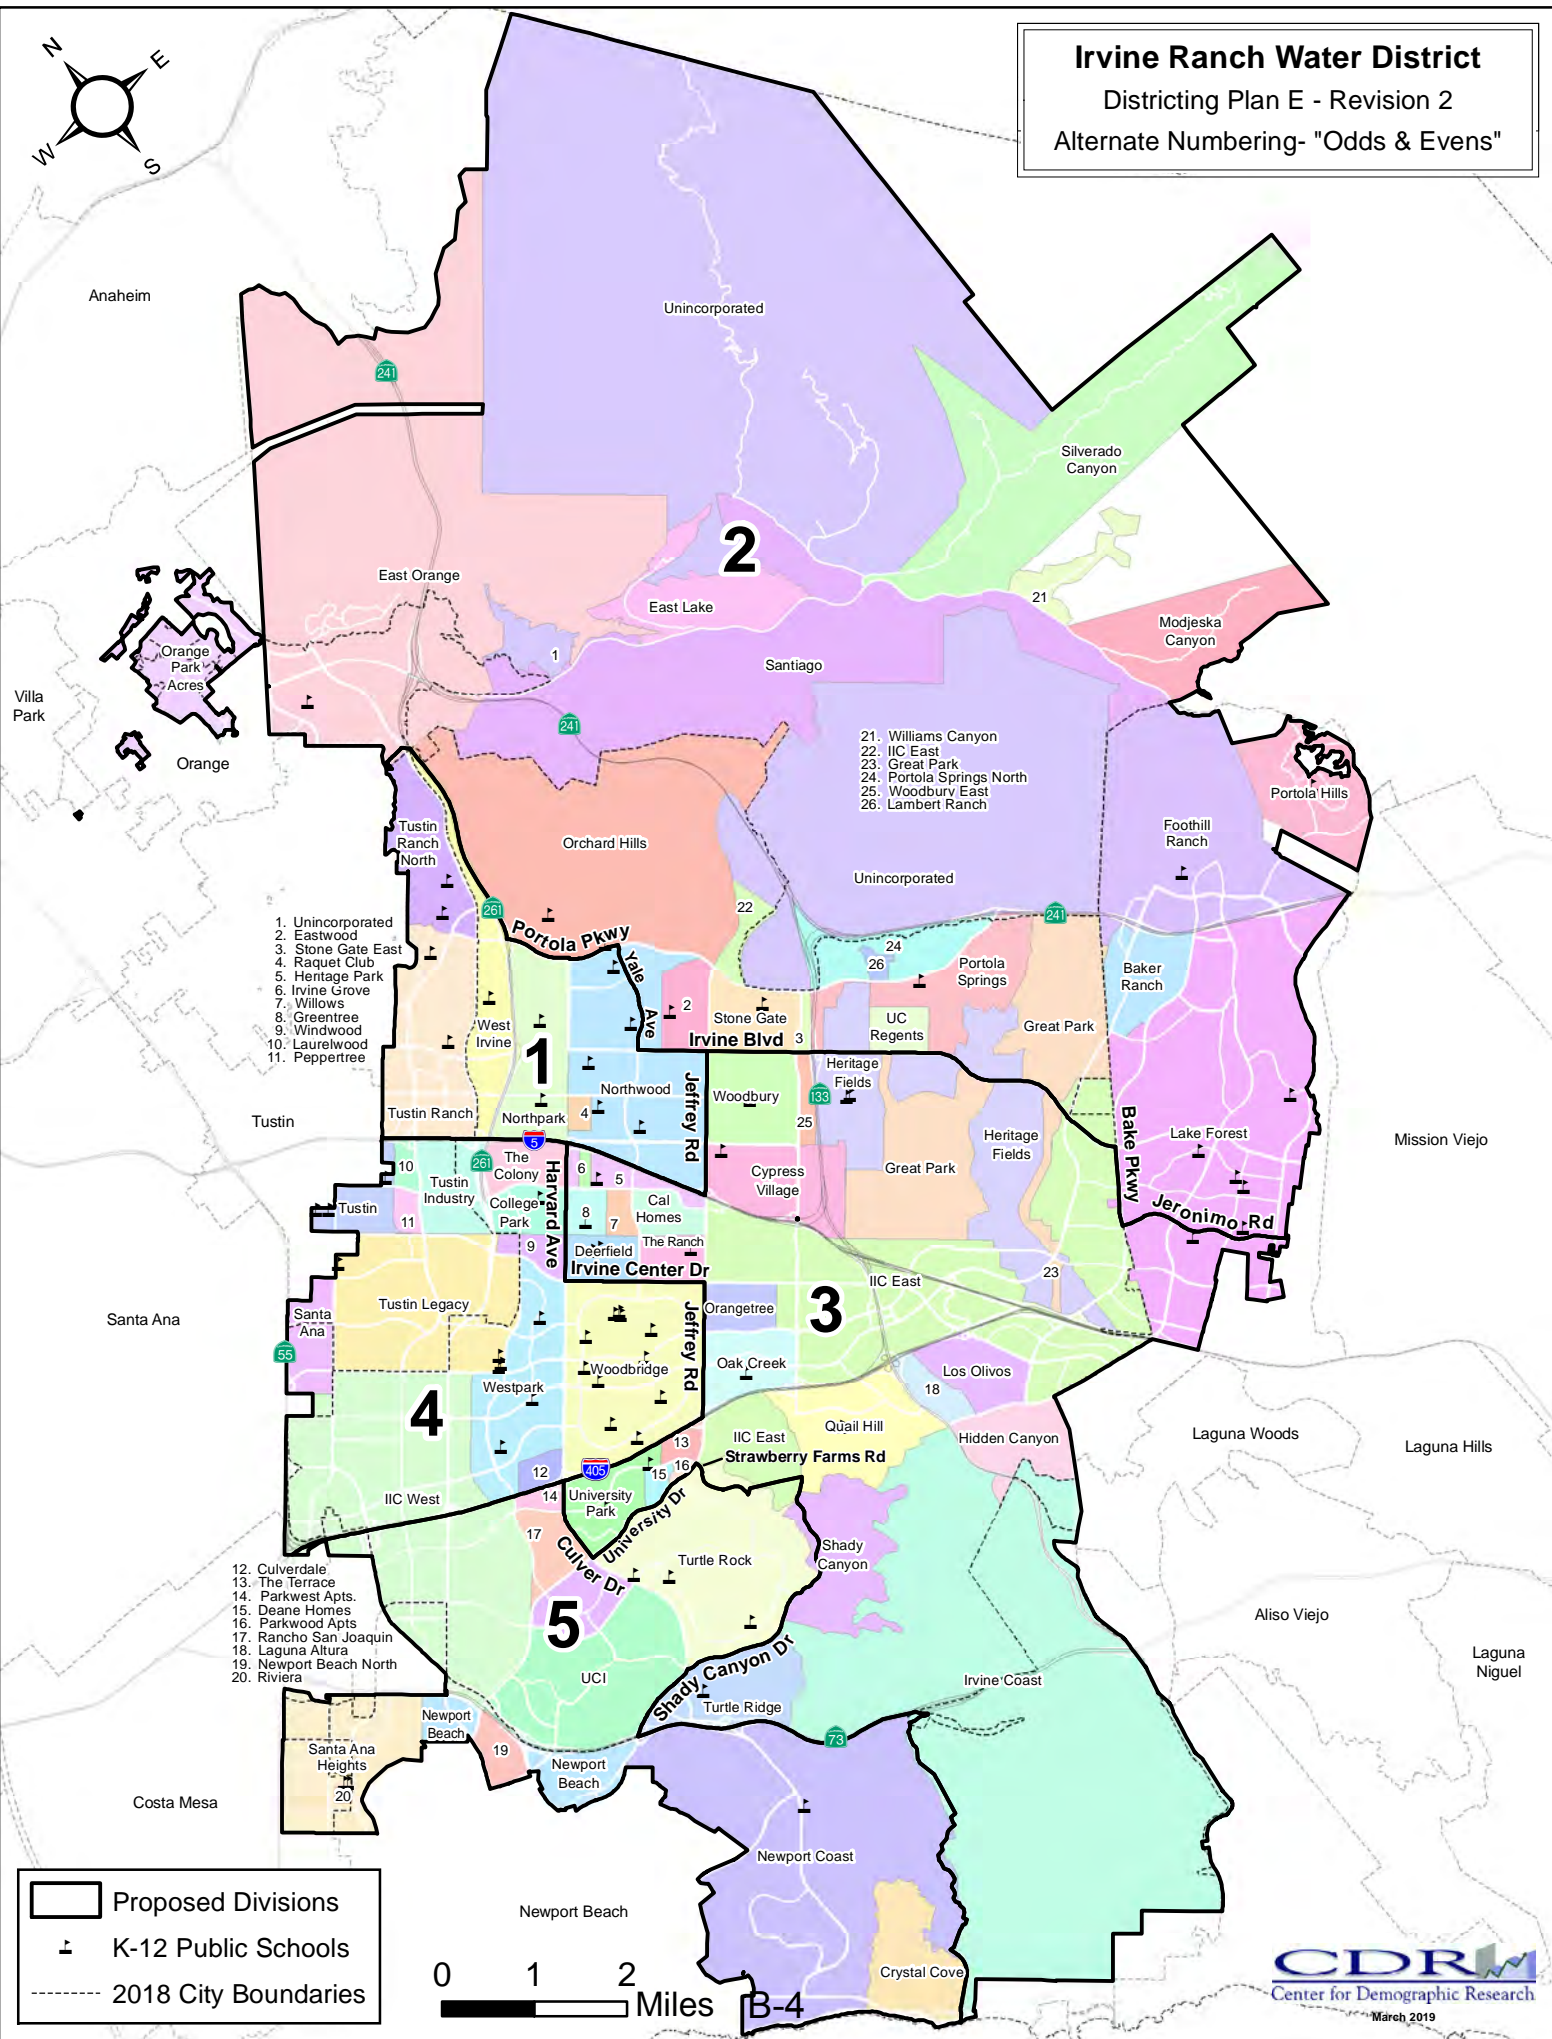 Irvine Ranch Water District
Districting Plan E - Revision 2
Alternate Numbering- "Odds & Evens"
N
E
W
S
Anaheim
Unincorporated
241
Silverado
Canyon
2
East Orange
East Lake
21
Modjeska
Canyon
1
Santiago
Orange
Park
Acres
Villa
Park
Orange
241
21. Williams Canyon
22. IIC East
23. Great Park
24. Portola Springs North
25. Woodbury East
26. Lambert Ranch
Portola Hills
Tustin
Ranch
North
Orchard Hills
Foothill
Ranch
Unincorporated
22
241
261
Portola Pkwy
1. Unincorporated
2. Eastwood
3. Stone Gate East
4. Raquet Club
5. Heritage Park
6. Irvine Grove
7. Willows
8. Greentree
9. Windwood
10. Laurelwood
11. Peppertree
24
26
Portola
Springs
Baker
Ranch
Yale
Ave
2
Stone Gate
3
UC
Regents
Great Park
West
Irvine
Irvine Blvd
1
Heritage
Fields
Northwood
Jeffrey Rd
Woodbury
133
Tustin Ranch
Northpark
4
25
Tustin
5
Heritage
Fields
Bake Pkwy
Lake Forest
Mission Viejo
10
261
The
Colony
Harvard Ave
6
5
Cypress
Village
Great Park
Tustin
Industry
Tustin
11
College
Park
8
7
Cal
Homes
Jeronimo Rd
9
Deerfield
The Ranch
Irvine Center Dr
IIC East
23
Santa Ana
Santa
Ana
Tustin Legacy
Jeffrey Rd
Orangetree
3
55
Westpark
Woodbridge
Oak Creek
Los Olivos
18
4
13
IIC East
Quail Hill
Hidden Canyon
Laguna Woods
Laguna Hills
12
405
15
16
Strawberry Farms Rd
IIC West
14
University
Park
University Dr
17
Culver Dr
Turtle Rock
Shady
Canyon
12. Culverdale
13. The Terrace
14. Parkwest Apts.
15. Deane Homes
16. Parkwood Apts
17. Rancho San Joaquin
18. Laguna Altura
19. Newport Beach North
20. Riviera
5
Aliso Viejo
UCI
Shady Canyon Dr
Laguna
Niguel
Irvine Coast
Turtle Ridge
Newport
Beach
73
Santa Ana
Heights
19
Newport
Beach
20
Costa Mesa
Newport Coast
Newport Beach
Crystal Cove
Proposed Divisions
K-12 Public Schools
2018 City Boundaries
0 1 2
Miles
B-4
CDR
Center for Demographic Research
March 2019